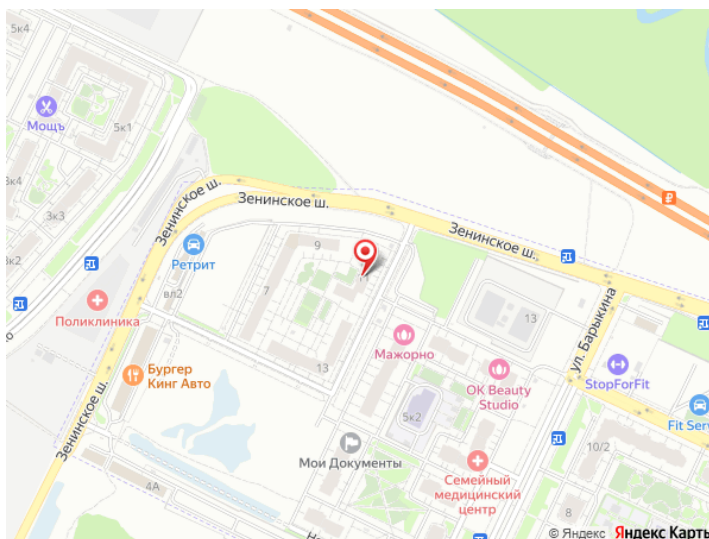 5к4
Мощъ
5к1
3к3
3к2
Зенинское ш.
Зенинское ш.
Зенинское ш.
Ретрит
9
7
вл2
11
13
Поликлиника
Бургер
Кинг Авто
Зенинское ш.
4А
Мажорно
13
ул. Барыкина
OK Beauty
Studio
StopForFit
5к2
Мои Документы
Семейный
медицинский
центр
10/2
8
Fit Serv
© Яндекс Яндекс Карты